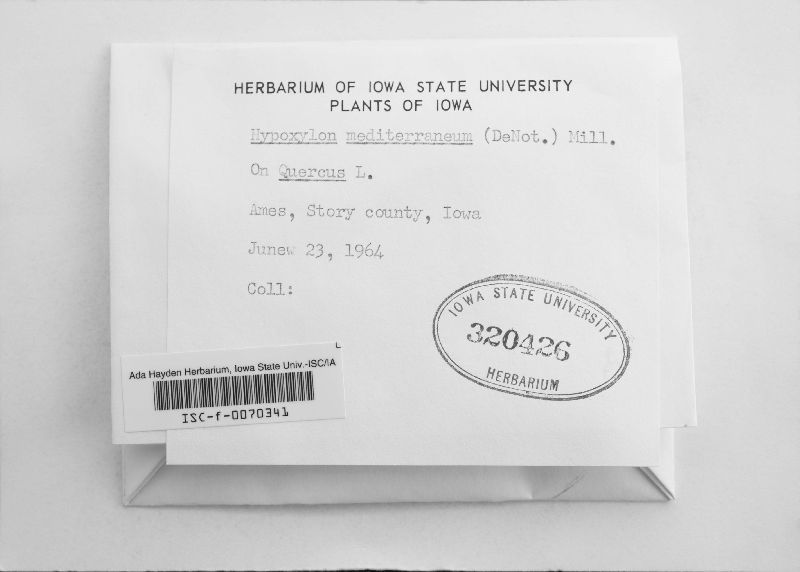 HERBARIUM OF IOWA STATE UNIVERSITY
PLANTS OF IOWA
Hypoxylon mediterraneum (DeNot.) Mill.
On Quercus L.
Ames, Story county, Iowa
Junew 23, 1964
Coll:
IOWA STATE UNIVERSITY
320426
HERBARIUM
L
Ada Hayden Herbarium, Iowa State Univ.-ISC/IA
ISC-f-0070341